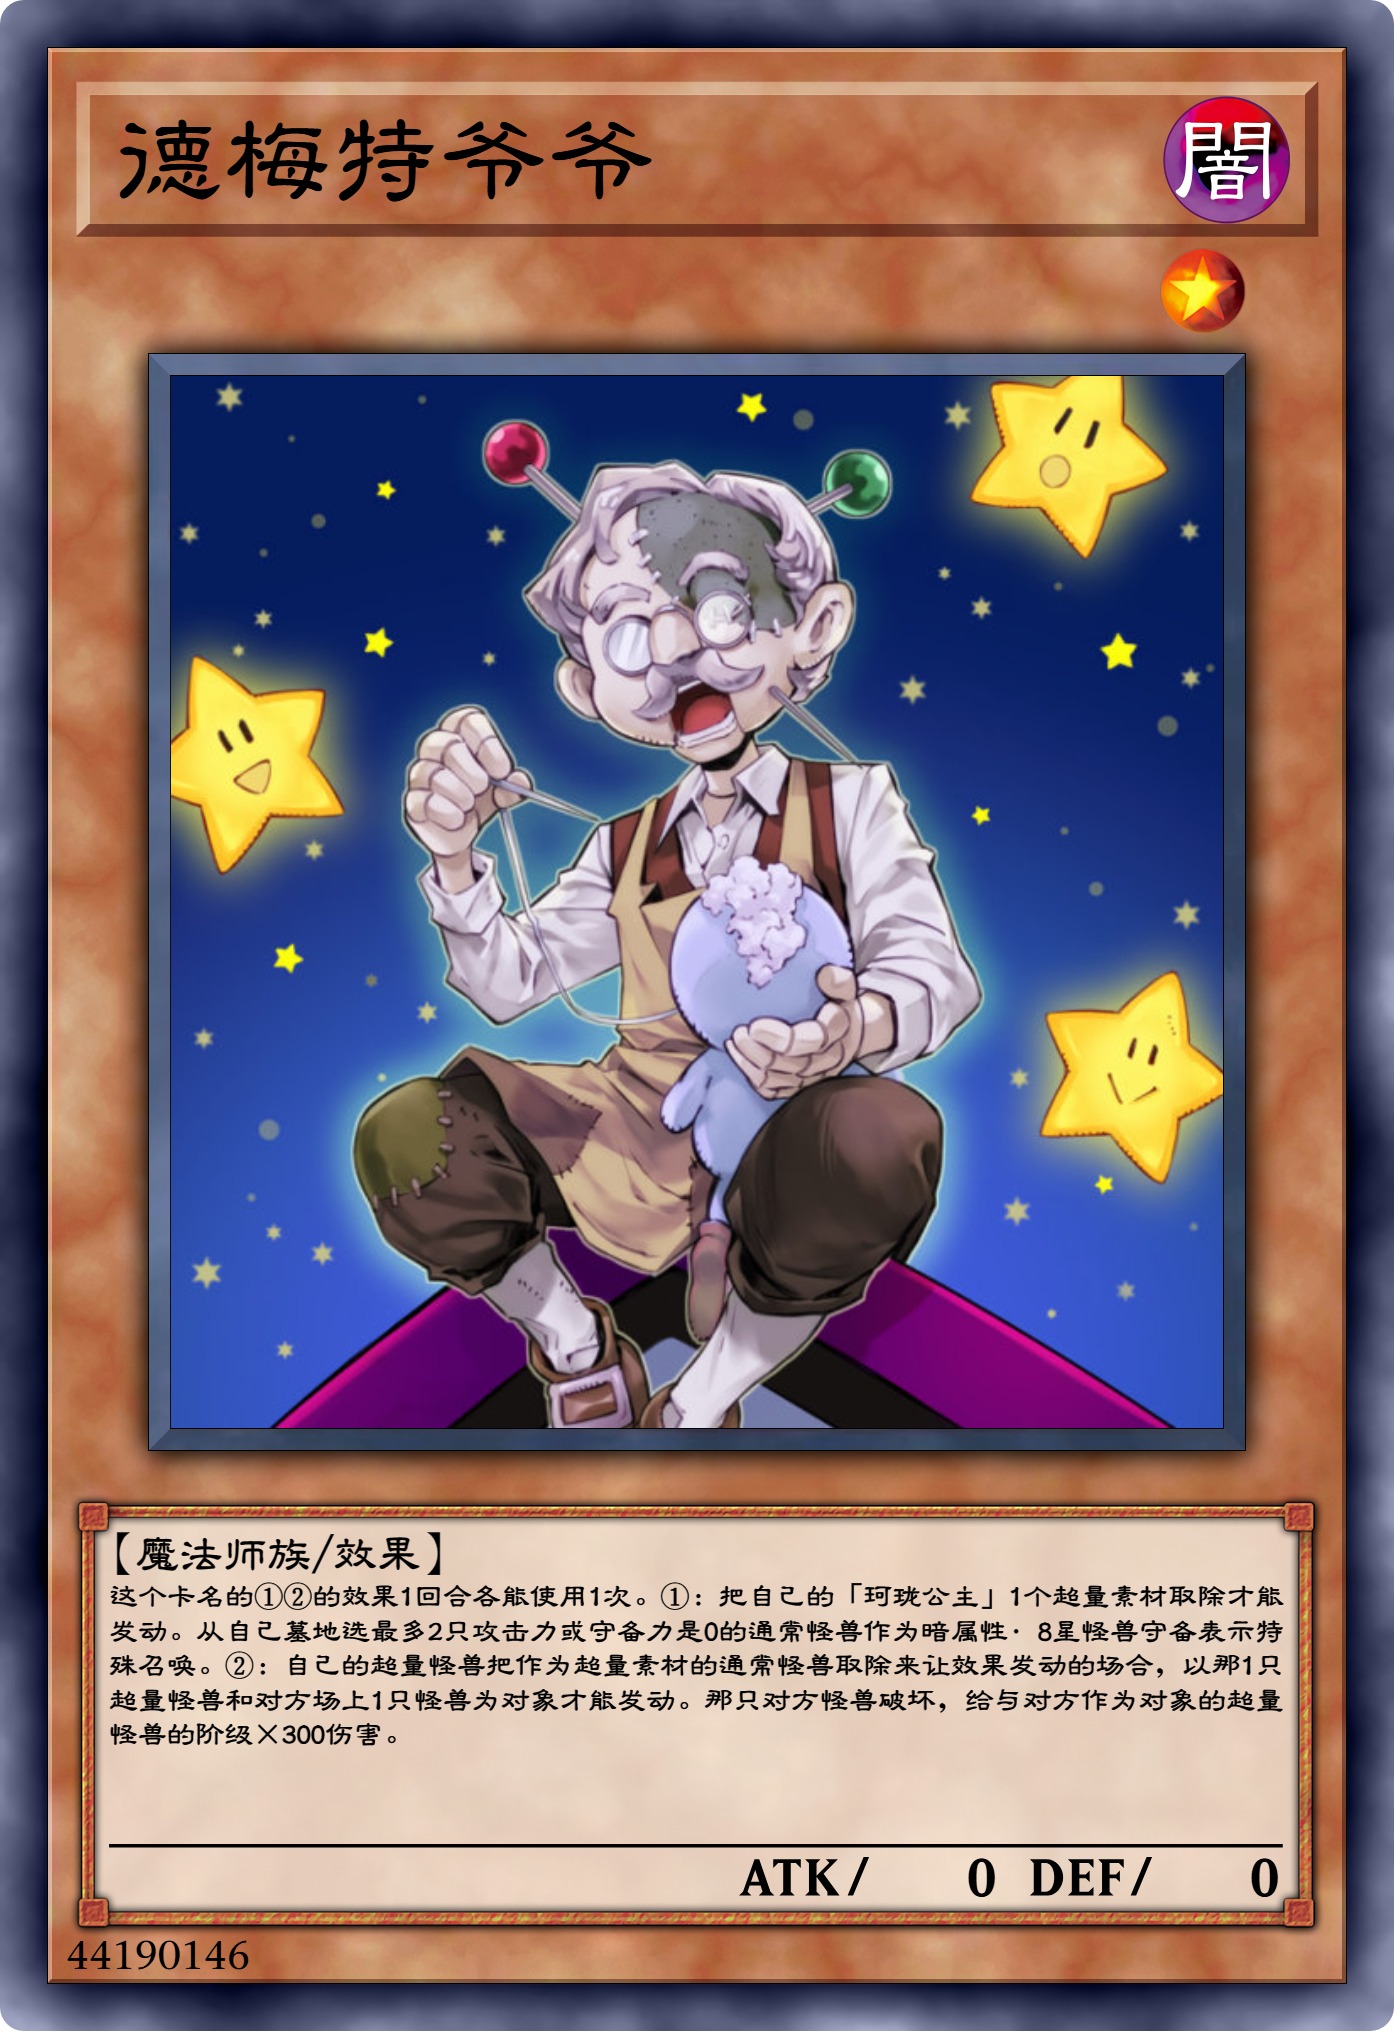 德梅特爷爷
闇
【魔法师族/效果】
这个卡名的①②的效果1回合各能使用1次。①：把自己的「珂珑公主」1个超量素材取除才能
发动。从自己墓地选最多2只攻击力或守备力是0的通常怪兽作为暗属性·8星怪兽守备表示特
殊召唤。②：自己的超量怪兽把作为超量素材的通常怪兽取除来让效果发动的场合，以那1只
超量怪兽和对方场上1只怪兽为对象才能发动。那只对方怪兽破坏，给与对方作为对象的超量
怪兽的阶级×300伤害。
ATK/ 0 DEF/ 0
44190146